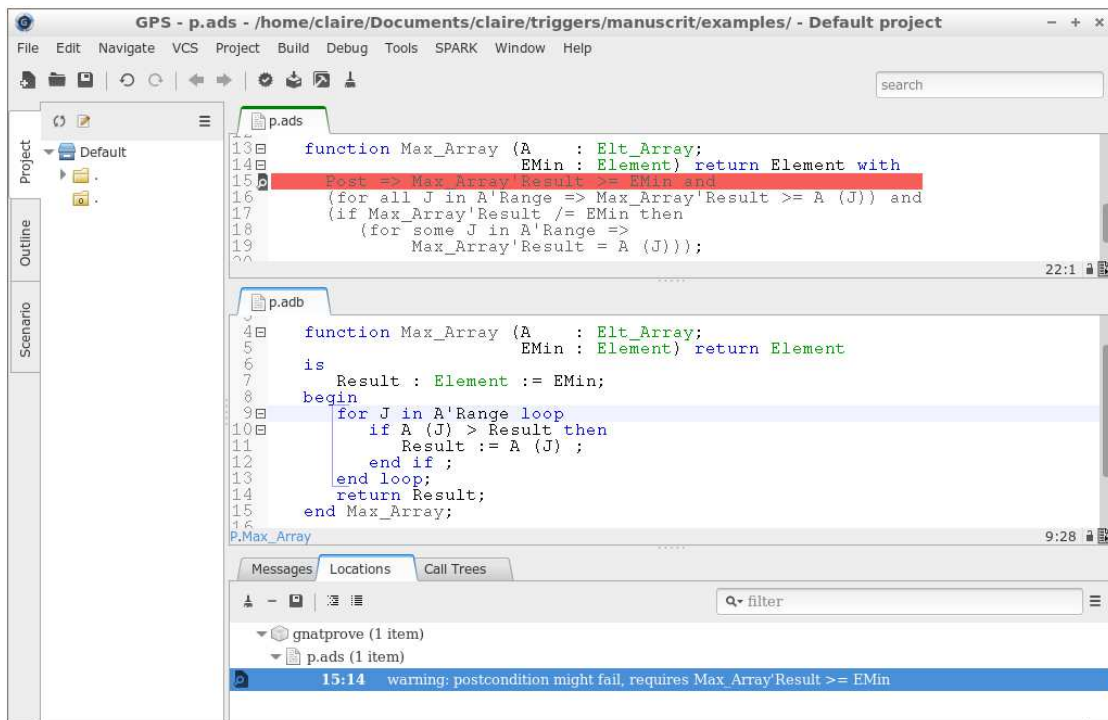 GPS - p.ads - /home/claire/Documents/claire/triggers/manuscrit/examples/ - Default project
File Edit Navigate VCS Project Build Debug Tools SPARK Window Help
search
Project
Outline
Scenario
Default
.
.
p.ads
13 function Max_Array (A : Elt_Array;
14 EMin : Element) return Element with
15 Post => Max_Array'Result >= EMin and
16 (for all J in A'Range => Max_Array'Result >= A (J)) and
17 (if Max_Array'Result /= EMin then
18 (for some J in A'Range =>
19 Max_Array'Result = A (J)));
22:1
p.adb
4 function Max_Array (A : Elt_Array;
5 EMin : Element) return Element
6 is
7 Result : Element := EMin;
8 begin
9 for J in A'Range loop
10 if A (J) > Result then
11 Result := A (J) ;
12 end if ;
13 end loop;
14 return Result;
15 end Max_Array;
16
P.Max_Array
9:28
Messages Locations Call Trees
filter
gnatprove (1 item)
p.ads (1 item)
15:14 warning: postcondition might fail, requires Max_Array'Result >= EMin